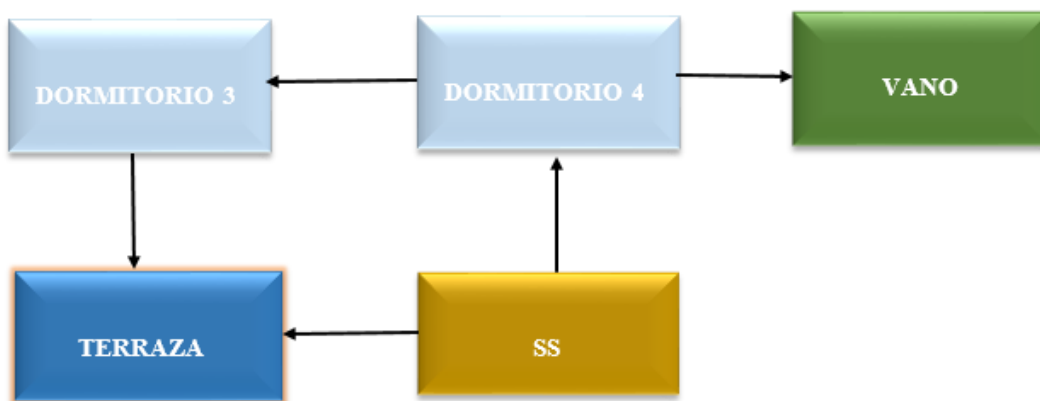 DORMITORIO 3
DORMITORIO 4
VANO
TERRAZA
SS